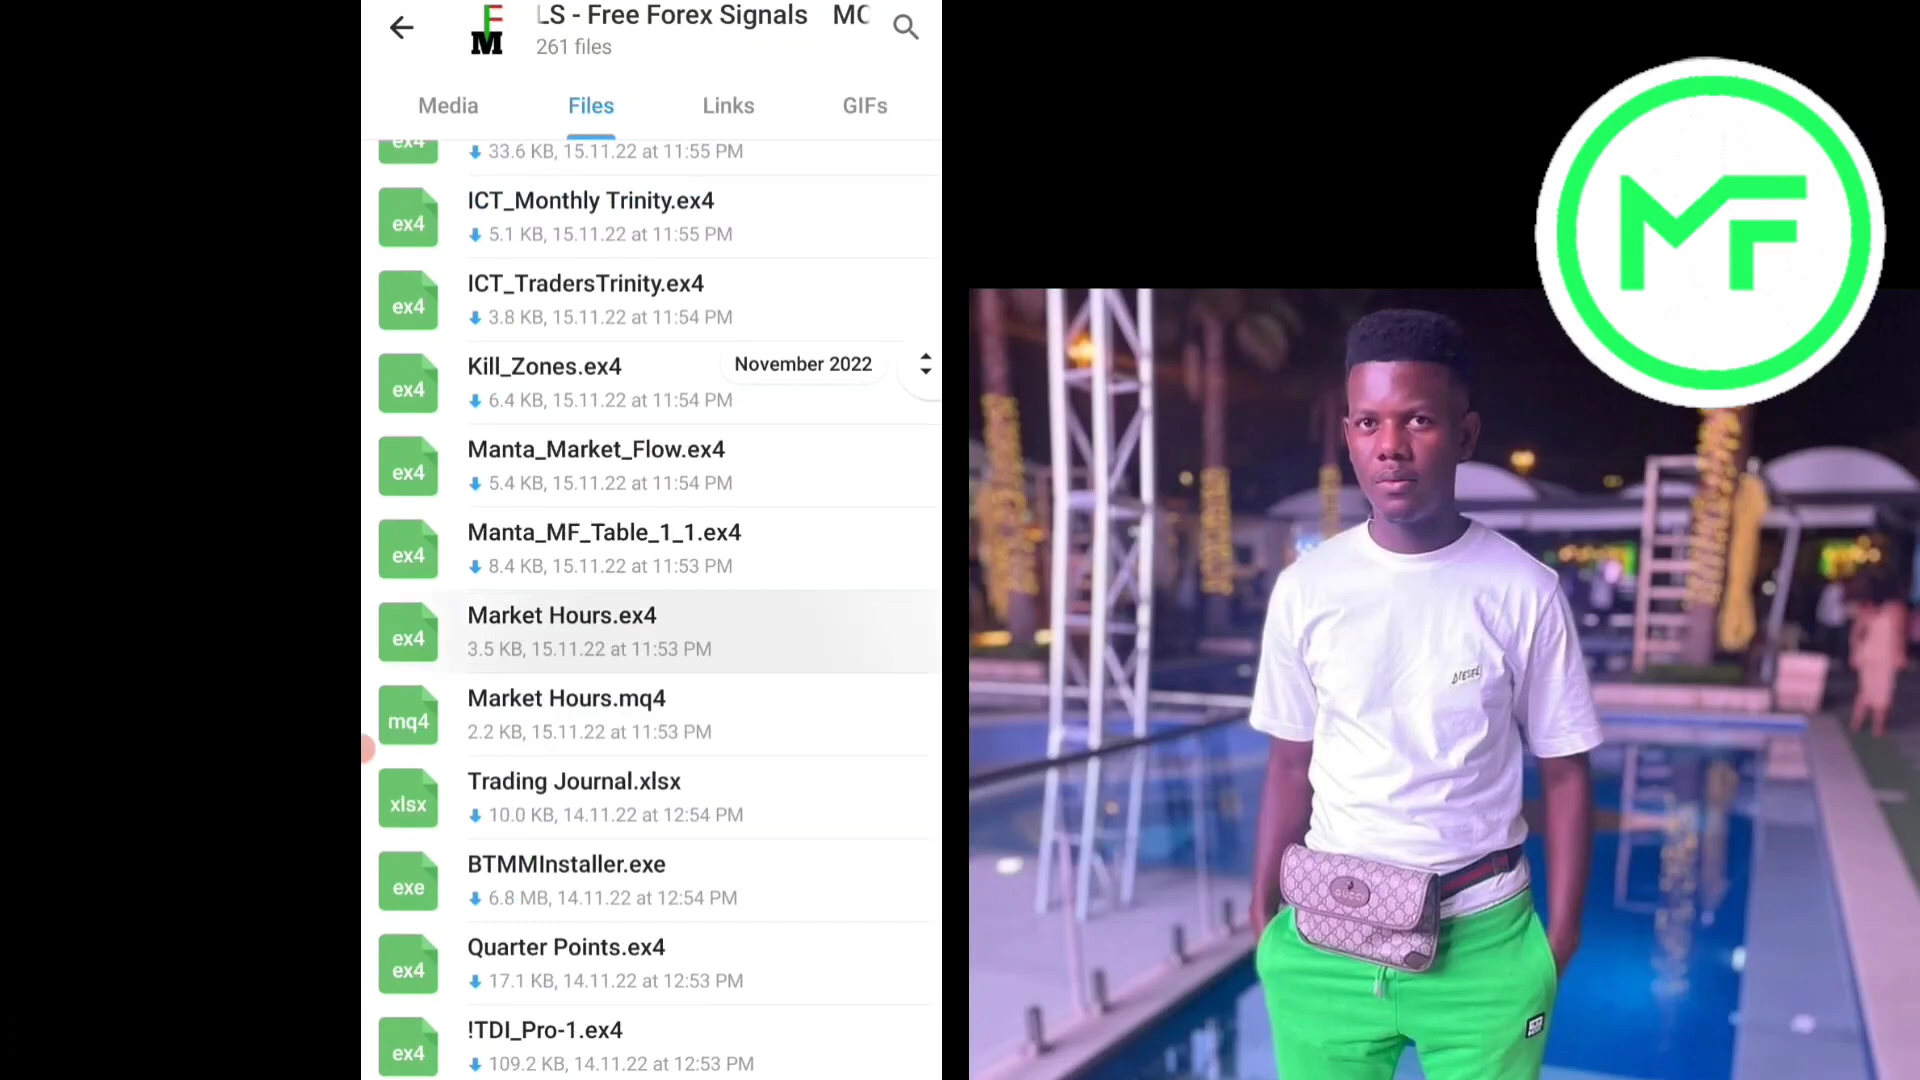 LS - Free Forex Signals MO
261 files
Media Files Links GIFs
ex4
33.6 KB, 15.11.22 at 11:55 PM
ICT_Monthly Trinity.ex4
ex4
5.1 KB, 15.11.22 at 11:55 PM
ICT_TradersTrinity.ex4
ex4
3.8 KB, 15.11.22 at 11:54 PM
Kill_Zones.ex4
November 2022
ex4
6.4 KB, 15.11.22 at 11:54 PM
Manta_Market_Flow.ex4
ex4
5.4 KB, 15.11.22 at 11:54 PM
Manta_MF_Table_1_1.ex4
ex4
8.4 KB, 15.11.22 at 11:53 PM
Market Hours.ex4
ex4
3.5 KB, 15.11.22 at 11:53 PM
Market Hours.mq4
mq4
2.2 KB, 15.11.22 at 11:53 PM
Trading Journal.xlsx
xlsx
10.0 KB, 14.11.22 at 12:54 PM
BTMMInstaller.exe
exe
6.8 MB, 14.11.22 at 12:54 PM
Quarter Points.ex4
ex4
17.1 KB, 14.11.22 at 12:53 PM
!TDI_Pro-1.ex4
ex4
109.2 KB, 14.11.22 at 12:53 PM
MF
DIESEL
GUCCI